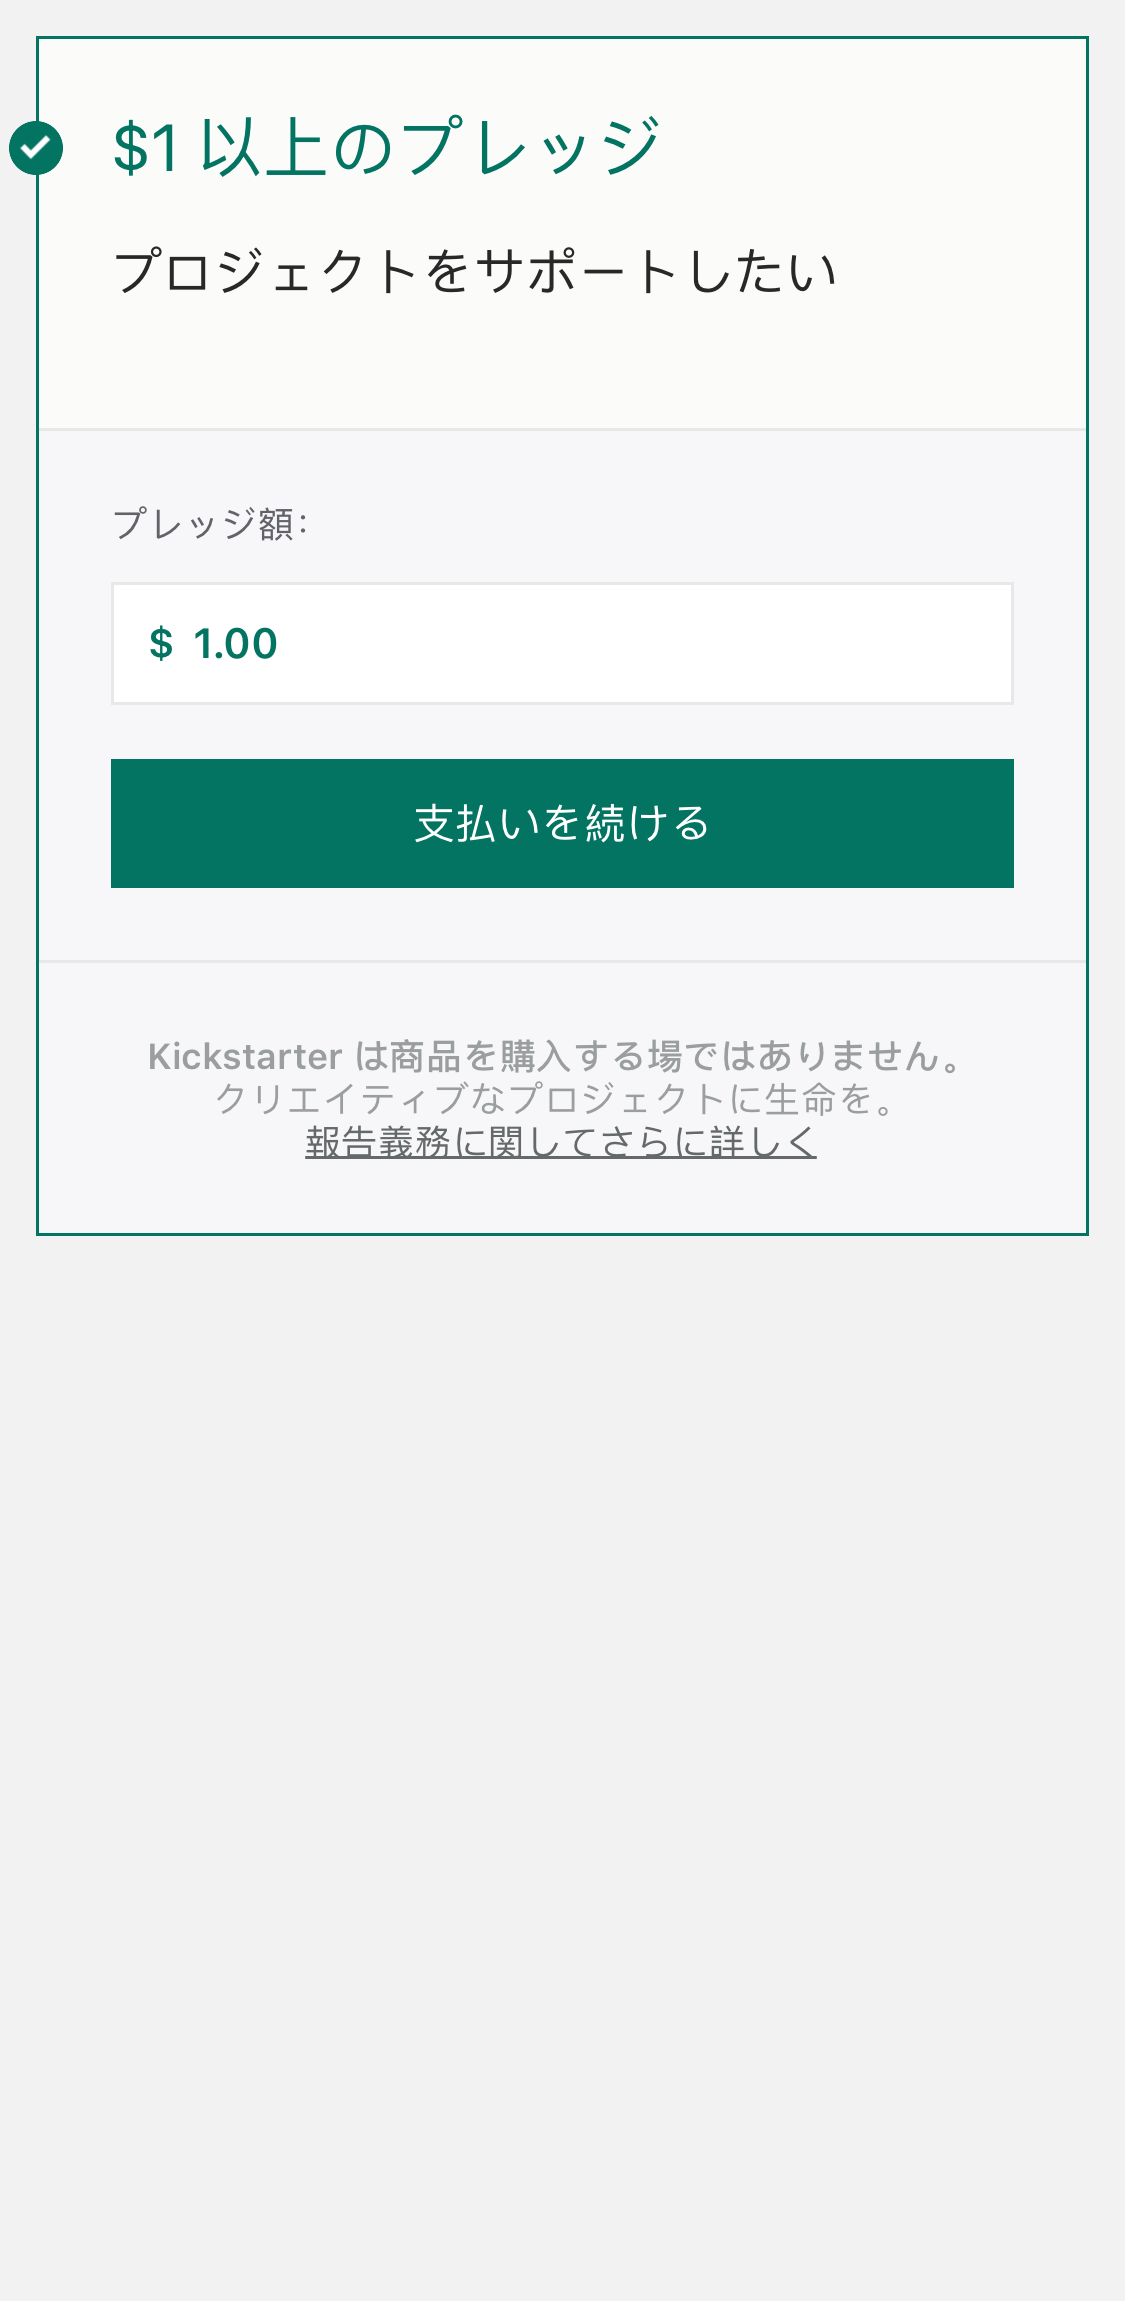 $1 以上のプレッジ
プロジェクトをサポートしたい
プレッジ額：
$ 1.00
支払いを続ける
Kickstarter は商品を購入する場ではありません。
クリエイティブなプロジェクトに生命を。
報告義務に関してさらに詳しく